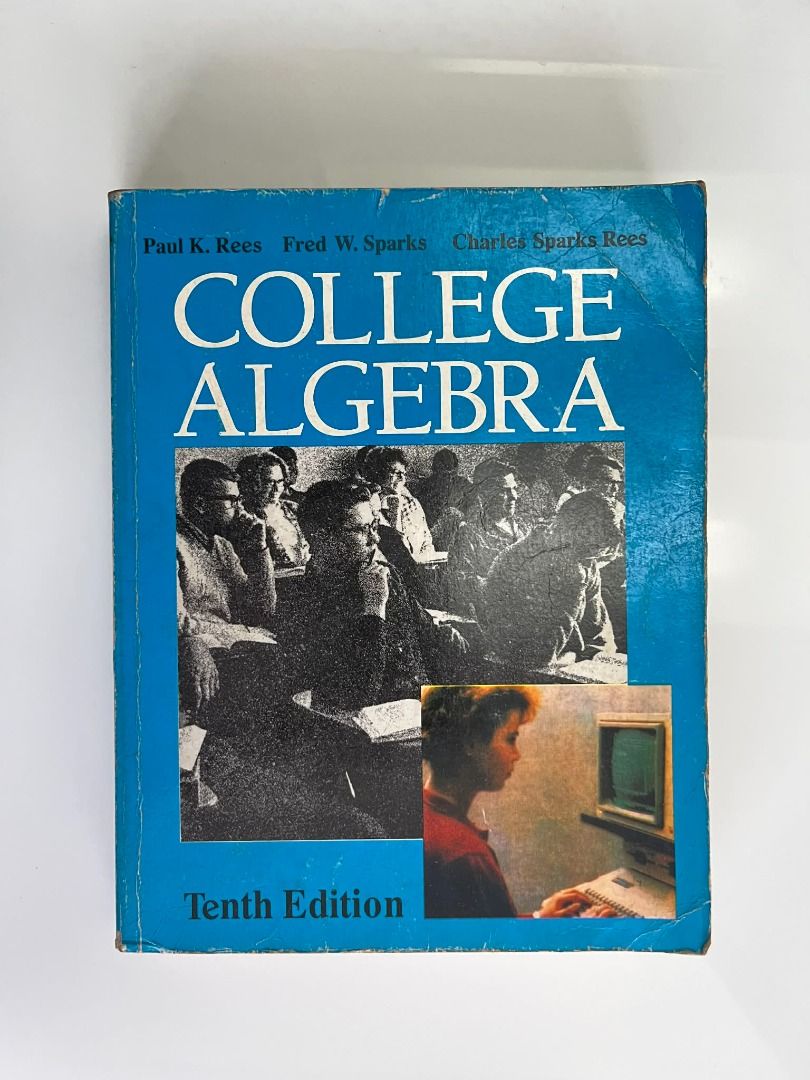 Paul K. Rees Fred W. Sparks Charles Sparks Rees
COLLEGE
ALGEBRA
Tenth Edition